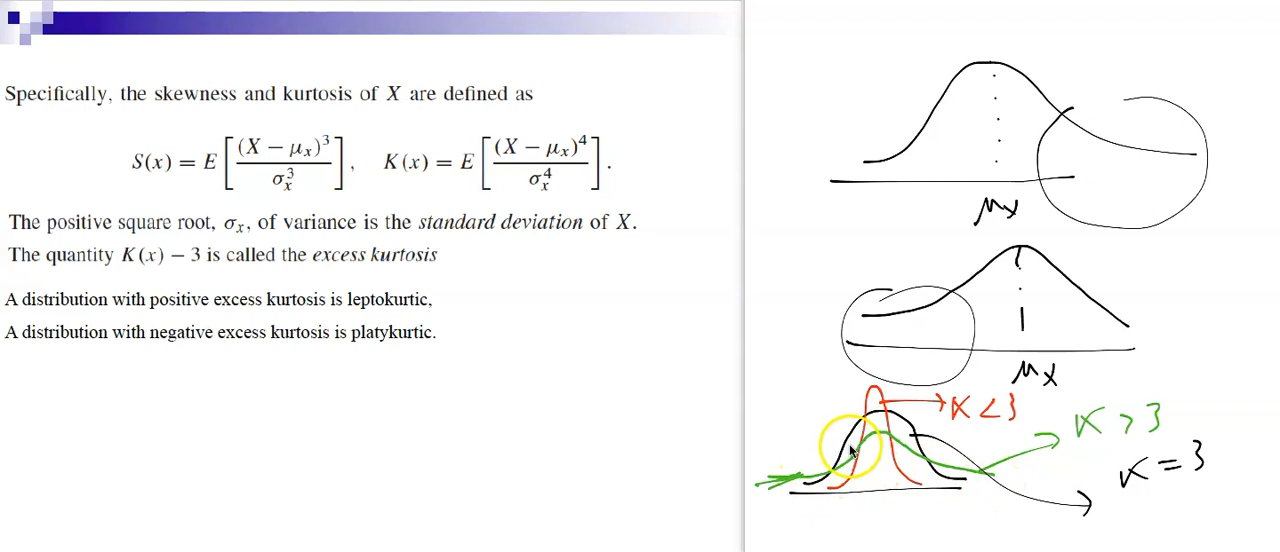 Specifically, the skewness and kurtosis of X are defined as
S(x) = E[(X − μₓ)³/σₓ³], K(x) = E[(X − μₓ)⁴/σₓ⁴].
The positive square root, σₓ, of variance is the standard deviation of X.
The quantity K(x) − 3 is called the excess kurtosis
A distribution with positive excess kurtosis is leptokurtic,
A distribution with negative excess kurtosis is platykurtic.
μx
μx
K < 3
K > 3
K = 3